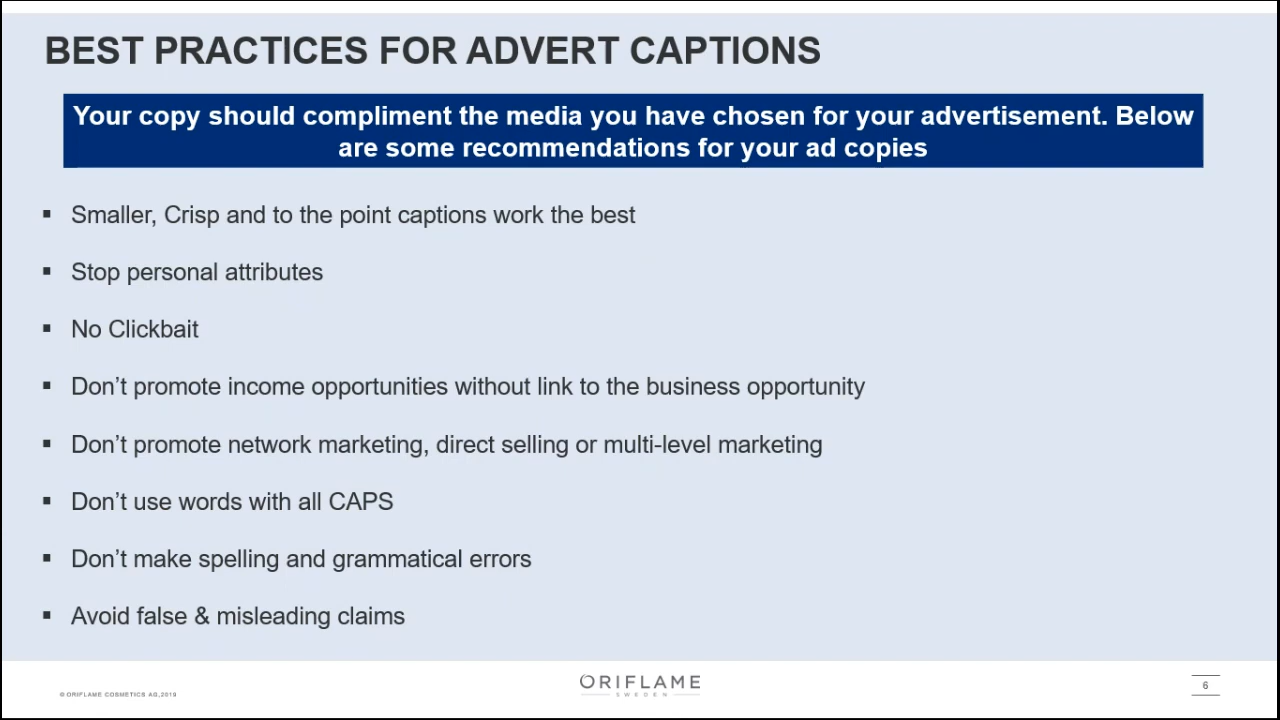 BEST PRACTICES FOR ADVERT CAPTIONS
Your copy should compliment the media you have chosen for your advertisement. Below
are some recommendations for your ad copies
▪ Smaller, Crisp and to the point captions work the best
▪ Stop personal attributes
▪ No Clickbait
▪ Don’t promote income opportunities without link to the business opportunity
▪ Don’t promote network marketing, direct selling or multi-level marketing
▪ Don’t use words with all CAPS
▪ Don’t make spelling and grammatical errors
▪ Avoid false & misleading claims
© ORIFLAME COSMETICS AG, 2019
ORIFLAME
SWEDEN
6